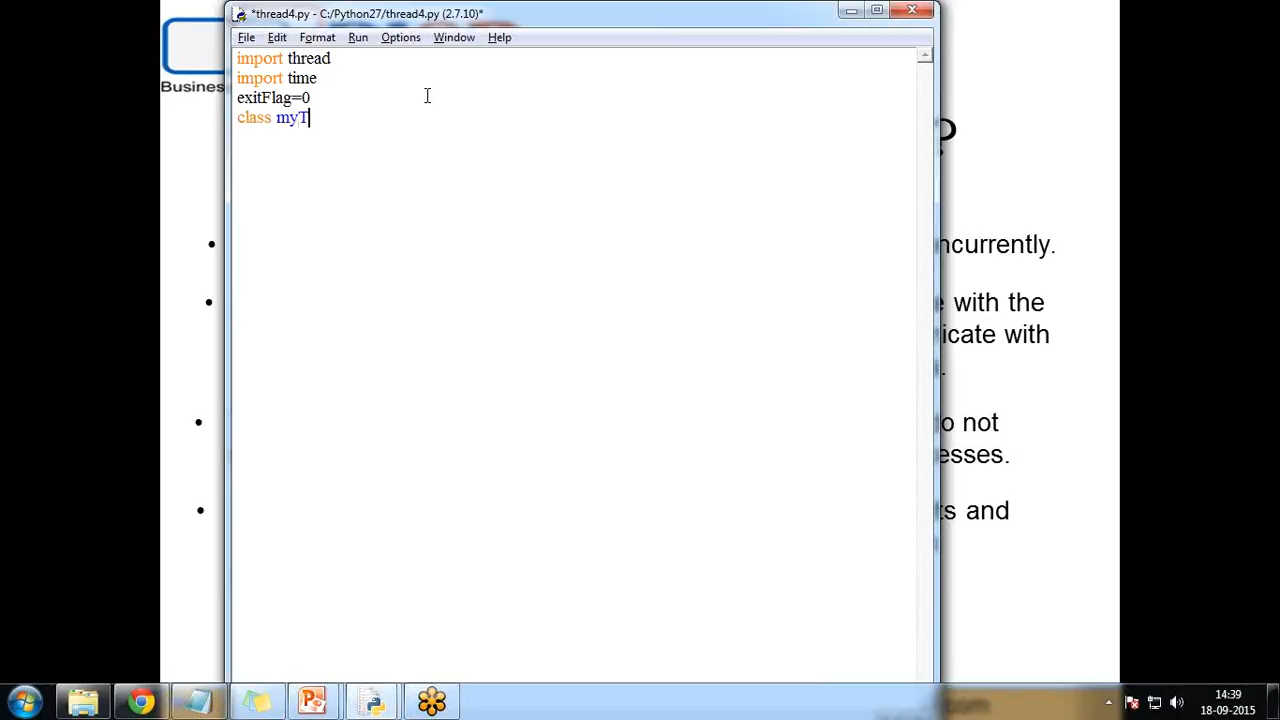 *thread4.py - C:/Python27/thread4.py (2.7.10)*
File Edit Format Run Options Window Help
import thread
import time
exitFlag=0
class myT
Business
ncurrently.
with the
icate with
o not
esses.
ts and
14:39
18-09-2015